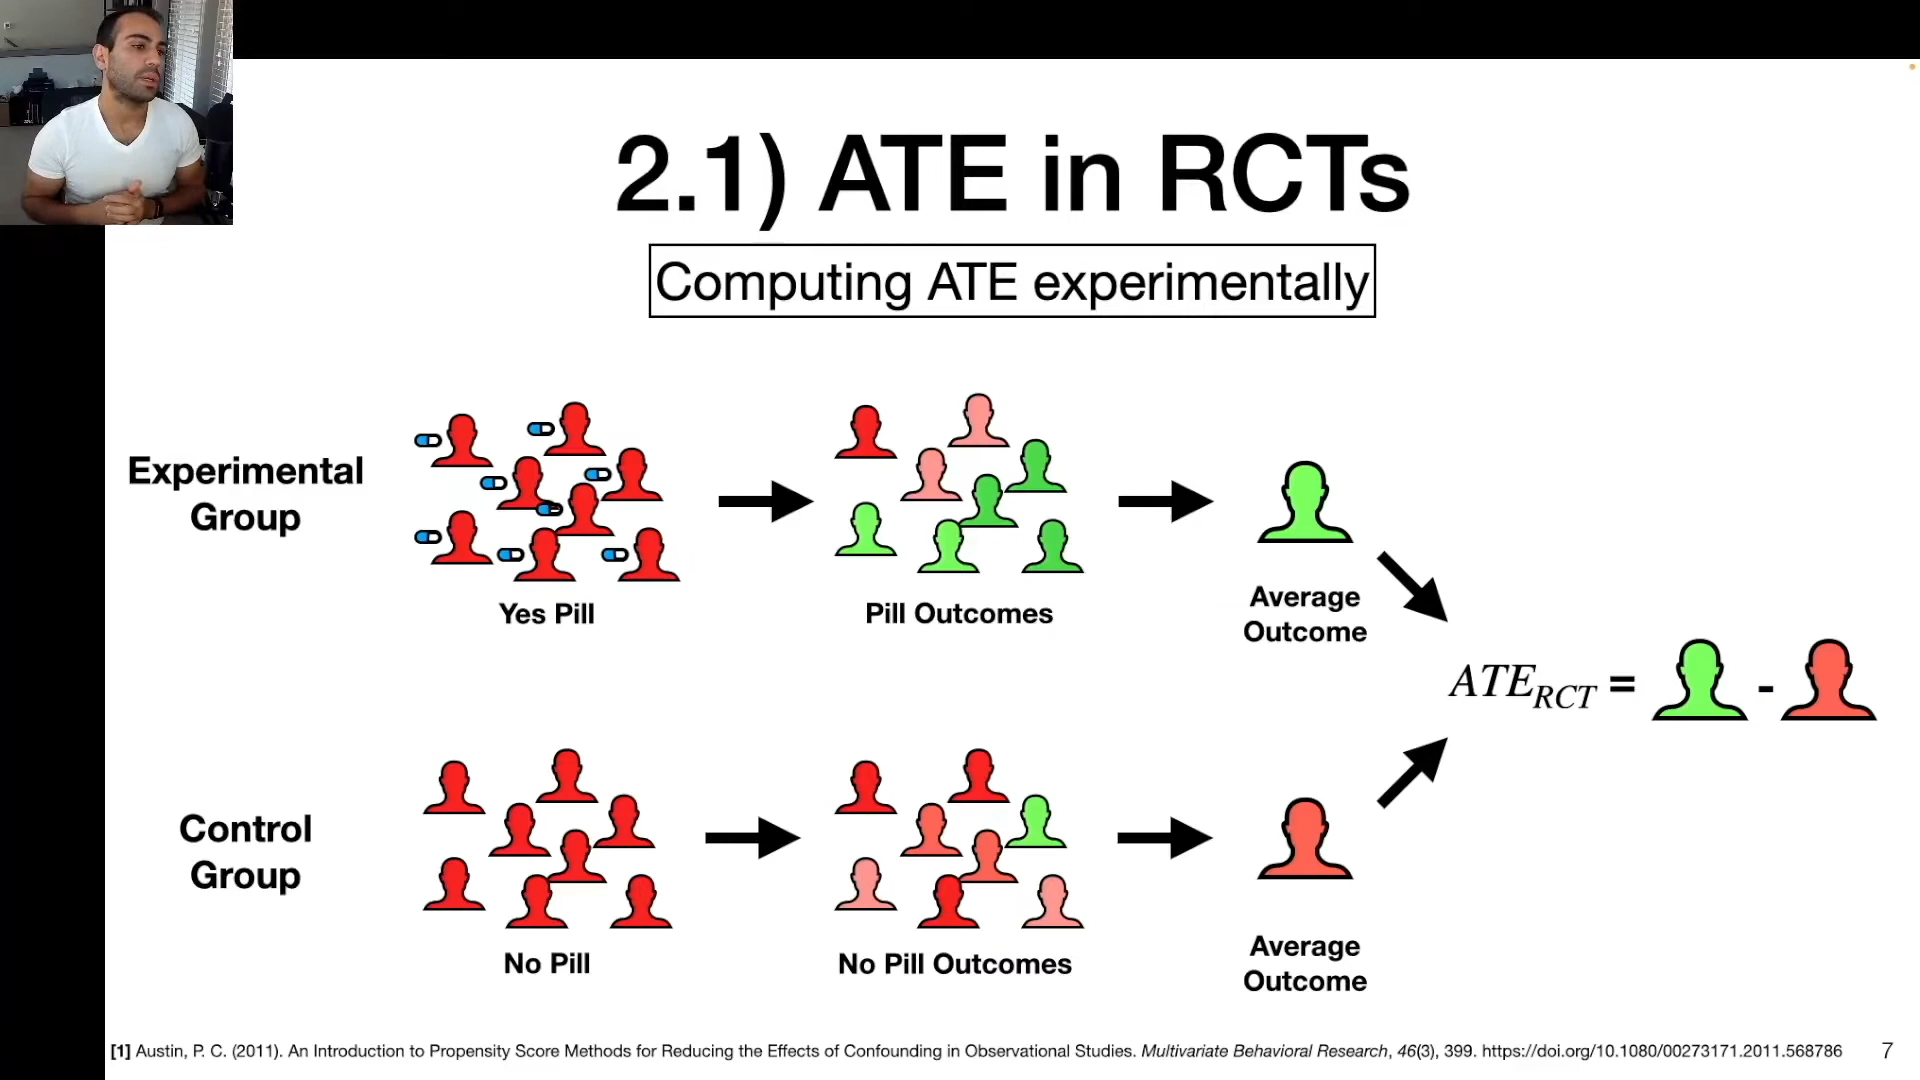 2.1) ATE in RCTs
Computing ATE experimentally
Experimental
Group
Yes Pill
Pill Outcomes
Average
Outcome
ATE_RCT = -
Control
Group
No Pill
No Pill Outcomes
Average
Outcome
[1] Austin, P. C. (2011). An Introduction to Propensity Score Methods for Reducing the Effects of Confounding in Observational Studies. Multivariate Behavioral Research, 46(3), 399. https://doi.org/10.1080/00273171.2011.568786
7